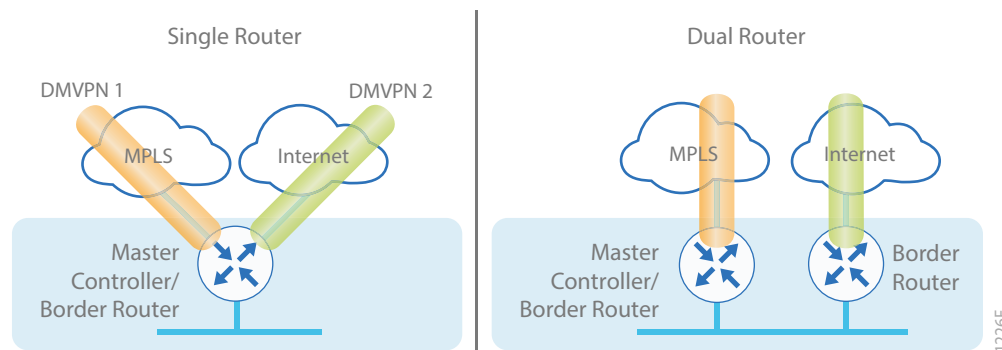 Single Router
DMVPN 1
DMVPN 2
MPLS
Internet
Master
Controller/
Border Router
Dual Router
MPLS
Internet
Master
Controller/
Border Router
Border
Router